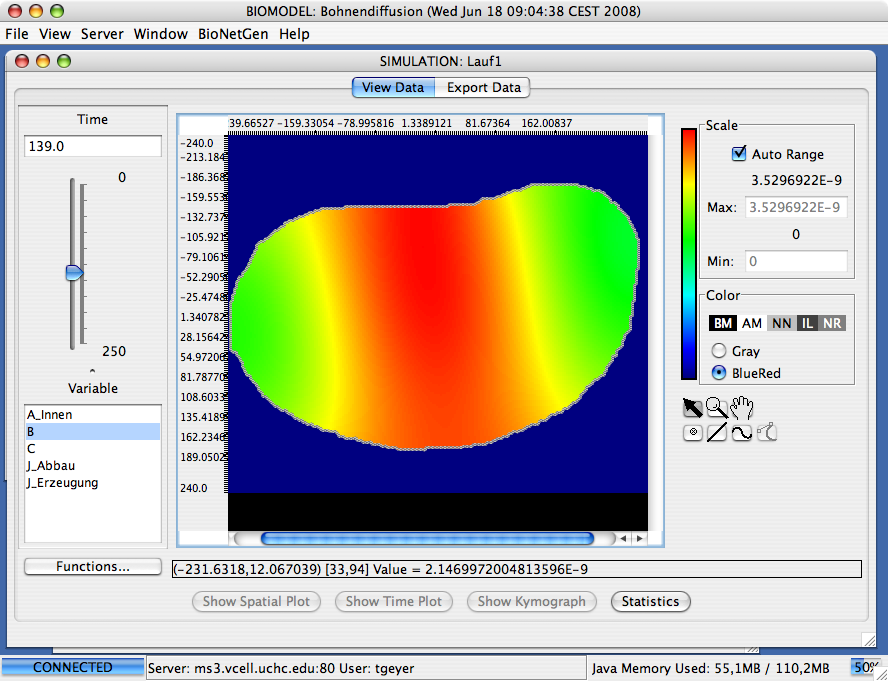 BIOMODEL: Bohnendiffusion (Wed Jun 18 09:04:38 CEST 2008)
File View Server Window BioNetGen Help
SIMULATION: Lauf1
View Data Export Data
Time
139.0
0
250
Variable
A_Innen
B
C
J_Abbau
J_Erzeugung
Functions...
39.66527 -159.33054 -78.995816 1.3389121 81.67364 162.00837
-240.0
-213.184
-186.368
-159.553
-132.737
-105.921
-79.1061
-52.2905
-25.4748
1.340782
28.15642
54.97206
81.78770
108.6033
135.4189
162.2346
189.0502
240.0
Scale
Auto Range
3.5296922E-9
Max: 3.5296922E-9
0
Min: 0
Color
BM AM NN IL NR
Gray
BlueRed
(-231.6318,12.067039) [33,94] Value = 2.1469972004813596E-9
Show Spatial Plot Show Time Plot Show Kymograph Statistics
CONNECTED Server: ms3.vcell.uchc.edu:80 User: tgeyer Java Memory Used: 55,1MB / 110,2MB 50%